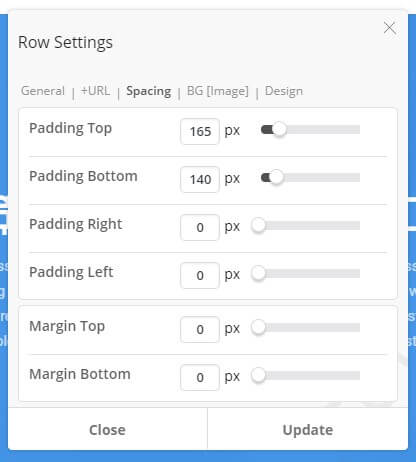 Row Settings
General | +URL | Spacing | BG [Image] | Design
Padding Top 165 px
Padding Bottom 140 px
Padding Right 0 px
Padding Left 0 px
Margin Top 0 px
Margin Bottom 0 px
Close Update